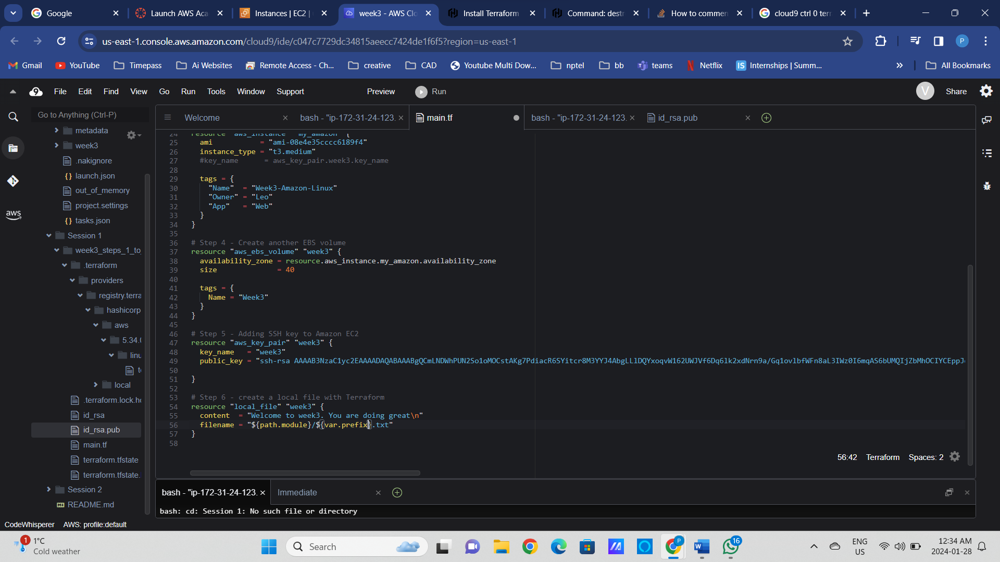 Google
Launch AWS Aca
Instances | EC2 |
week3 - AWS Clo
Install Terraform
Command: destr
How to commen
cloud9 ctrl 0 terr
us-east-1.console.aws.amazon.com/cloud9/ide/c047c7729dc34815aeecc7424de1f6f5?region=us-east-1
P
Gmail
YouTube
Timepass
Ai Websites
Remote Access - Ch...
creative
CAD
Youtube Multi Dow...
nptel
bb
teams
Netflix
IS Internships | Summ...
All Bookmarks
9 File Edit Find View Go Run Tools Window Support Preview Run V Share
Go to Anything (Ctrl-P)
Welcome
bash - "ip-172-31-24-123.
main.tf
bash - "ip-172-31-24-123.
id_rsa.pub
metadata
week3
.nakignore
launch.json
out_of_memory
project.settings
tasks.json
Session 1
week3_steps_1_to_
.terraform
providers
registry.terra
hashicorp
aws
5.34.0
linu
te
local
.terraform.lock.hc
id_rsa
id_rsa.pub
main.tf
terraform.tfstate
terraform.tfstate.
Session 2
README.md
aws
24 resource "aws_instance" "my_amazon" {
25 ami = "ami-08e4e35cccc6189f4"
26 instance_type = "t3.medium"
27 #key_name = aws_key_pair.week3.key_name
28
29 tags = {
30 "Name" = "Week3-Amazon-Linux"
31 "Owner" = "Leo"
32 "App" = "Web"
33 }
34 }
35
36 # Step 4 - Create another EBS volume
37 resource "aws_ebs_volume" "week3" {
38 availability_zone = resource.aws_instance.my_amazon.availability_zone
39 size = 40
40
41 tags = {
42 Name = "Week3"
43 }
44 }
45
46 # Step 5 - Adding SSH key to Amazon EC2
47 resource "aws_key_pair" "week3" {
48 key_name = "week3"
49 public_key = "ssh-rsa AAAAB3NzaC1yc2EAAAADAQABAAABgQCmLNDWhPUN2So1oMOCstAKg7PdiacR6SYitcr8M3YYJ4AbgLLlDQYxoqvW162UWJVf6Dq6lk2xdNrn9a/Gq1ovlbfWFn8aL3IWz0I6mqAS6bUMQIjZbMhOCIYCEppJ
50
51 }
52
53 # Step 6 - create a local file with Terraform
54 resource "local_file" "week3" {
55 content = "Welcome to week3. You are doing great\n"
56 filename = "${path.module}/${var.prefix}.txt"
57 }
58
56:42 Terraform Spaces: 2
bash - "ip-172-31-24-123.
Immediate
bash: cd: Session 1: No such file or directory
CodeWhisperer AWS: profile:default
1
1°C
Cold weather
Search
P
16
ENG
US
12:34 AM
2024-01-28